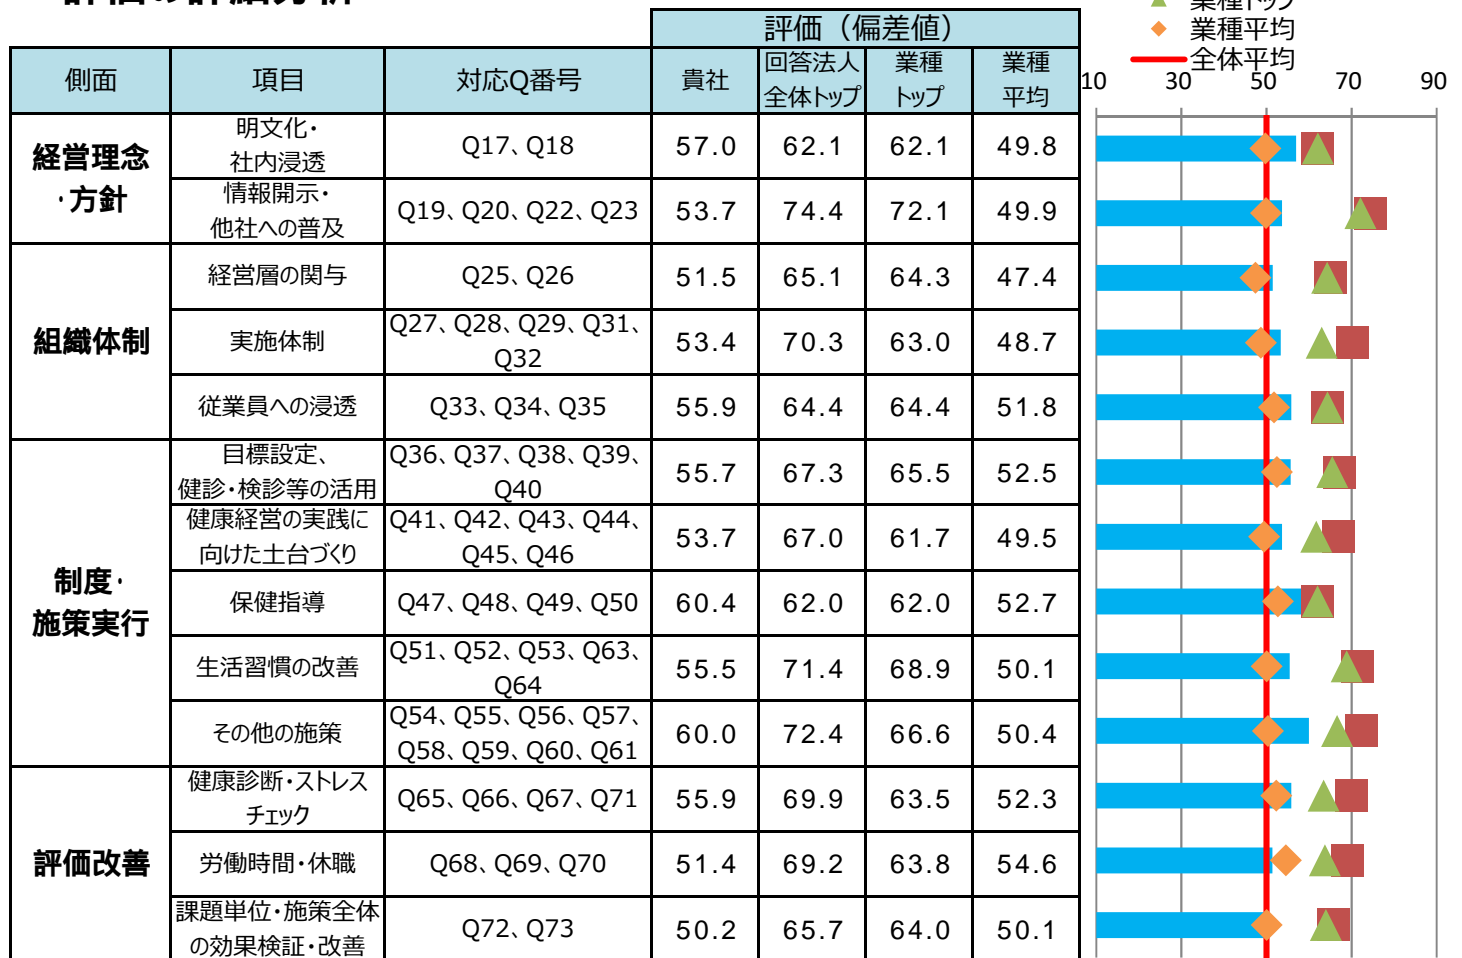 評価の詳細分析
業種トップ
業種平均
全体平均
評価（偏差値）
側面 項目 対応Q番号 貴社 回答法人全体トップ 業種トップ 業種平均
10 30 50 70 90
経営理念・方針
明文化・社内浸透 Q17、Q18 57.0 62.1 62.1 49.8
情報開示・他社への普及 Q19、Q20、Q22、Q23 53.7 74.4 72.1 49.9
組織体制
経営層の関与 Q25、Q26 51.5 65.1 64.3 47.4
実施体制 Q27、Q28、Q29、Q31、Q32 53.4 70.3 63.0 48.7
従業員への浸透 Q33、Q34、Q35 55.9 64.4 64.4 51.8
制度・施策実行
目標設定、健診・検診等の活用 Q36、Q37、Q38、Q39、Q40 55.7 67.3 65.5 52.5
健康経営の実践に向けた土台づくり Q41、Q42、Q43、Q44、Q45、Q46 53.7 67.0 61.7 49.5
保健指導 Q47、Q48、Q49、Q50 60.4 62.0 62.0 52.7
生活習慣の改善 Q51、Q52、Q53、Q63、Q64 55.5 71.4 68.9 50.1
その他の施策 Q54、Q55、Q56、Q57、Q58、Q59、Q60、Q61 60.0 72.4 66.6 50.4
評価改善
健康診断・ストレスチェック Q65、Q66、Q67、Q71 55.9 69.9 63.5 52.3
労働時間・休職 Q68、Q69、Q70 51.4 69.2 63.8 54.6
課題単位・施策全体の効果検証・改善 Q72、Q73 50.2 65.7 64.0 50.1